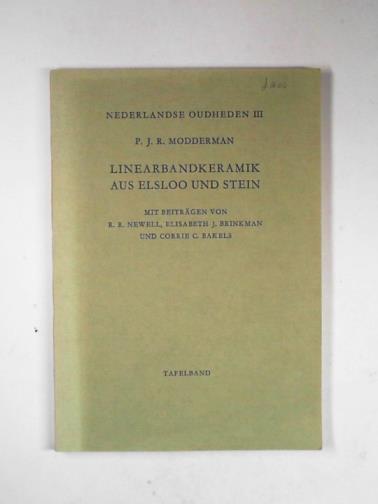 NEDERLANDSE OUDHEDEN III
P. J. R. MODDERMAN
LINEARBANDKERAMIK
AUS ELSLOO UND STEIN
MIT BEITRÄGEN VON
R. R. NEWELL, ELISABETH J. BRINKMAN
UND CORRIE C. BAKELS
TAFELBAND